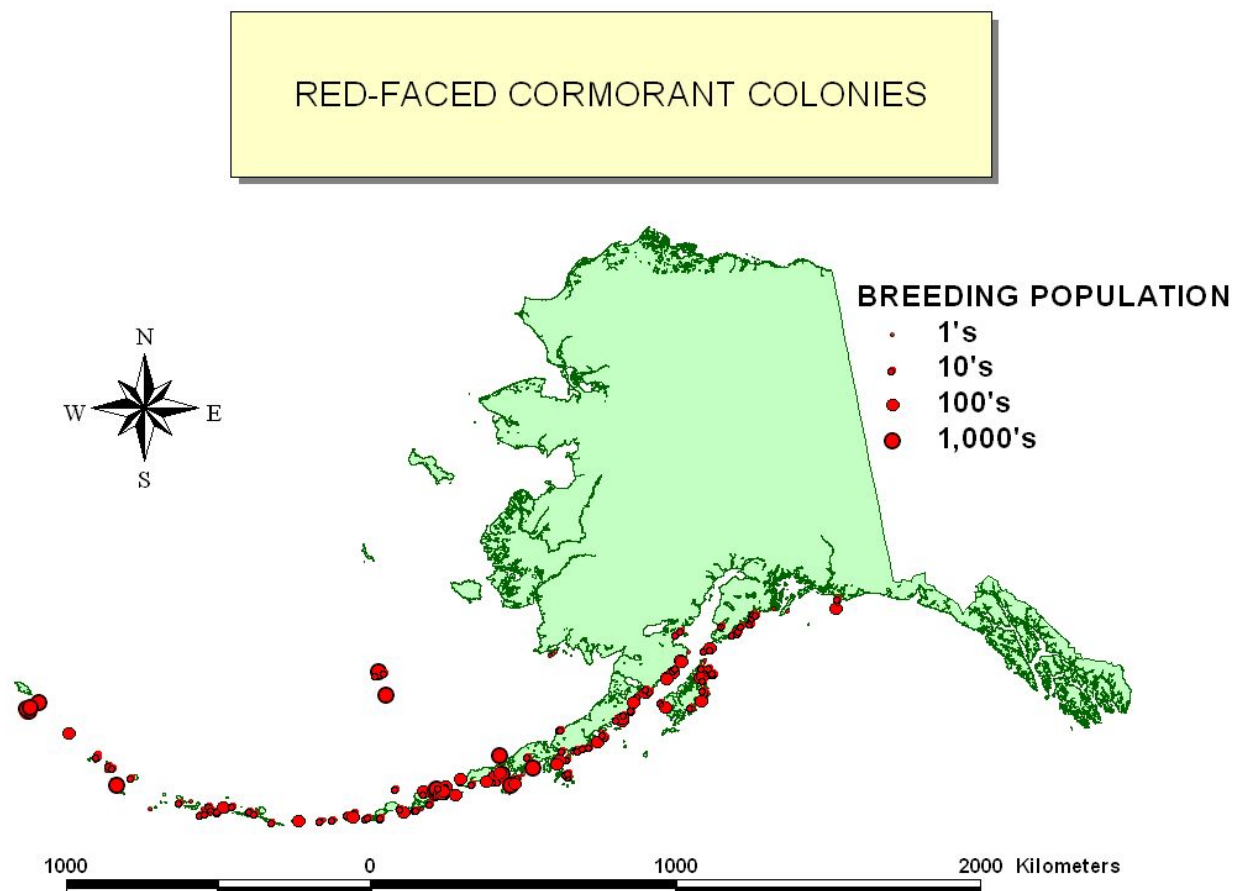 RED-FACED CORMORANT COLONIES
BREEDING POPULATION
1's
10's
100's
1,000's
N
W E
S
1000 0 1000 2000 Kilometers